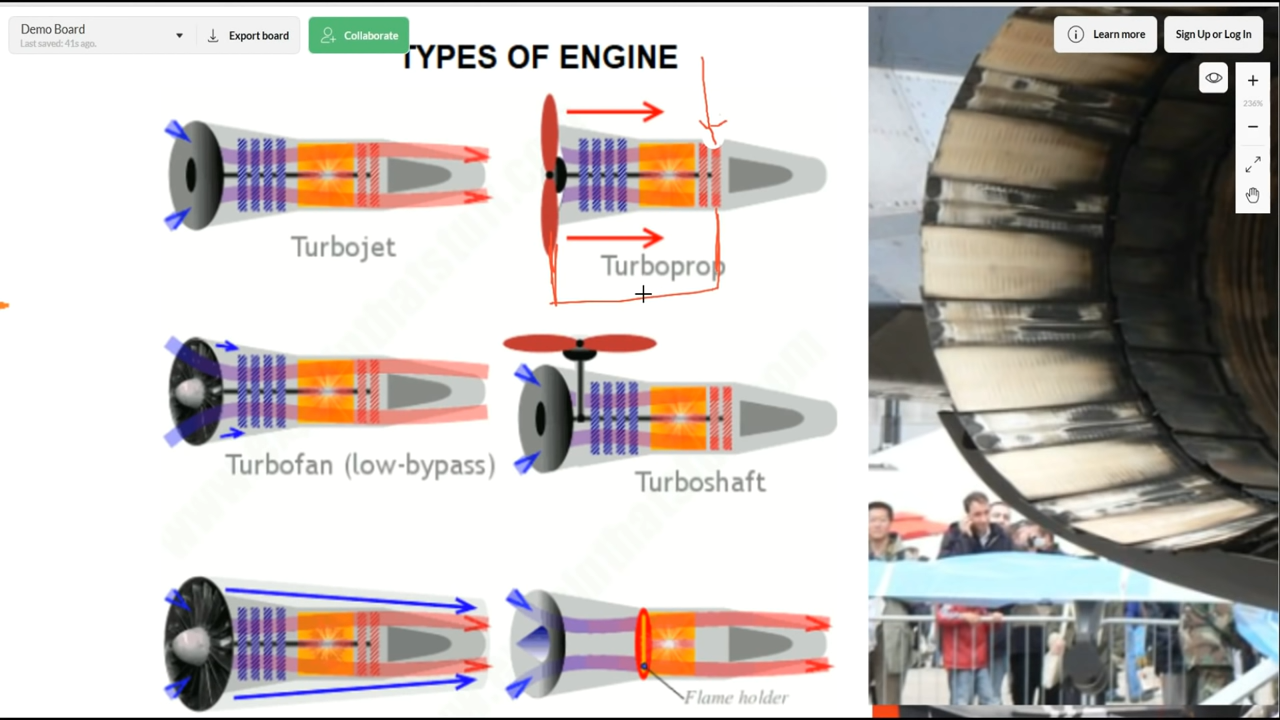 Demo Board
Last saved: 41s ago.
Export board
Collaborate
Learn more
Sign Up or Log In
TYPES OF ENGINE
236%
Turbojet
Turboprop
Turbofan (low-bypass)
Turboshaft
Flame holder